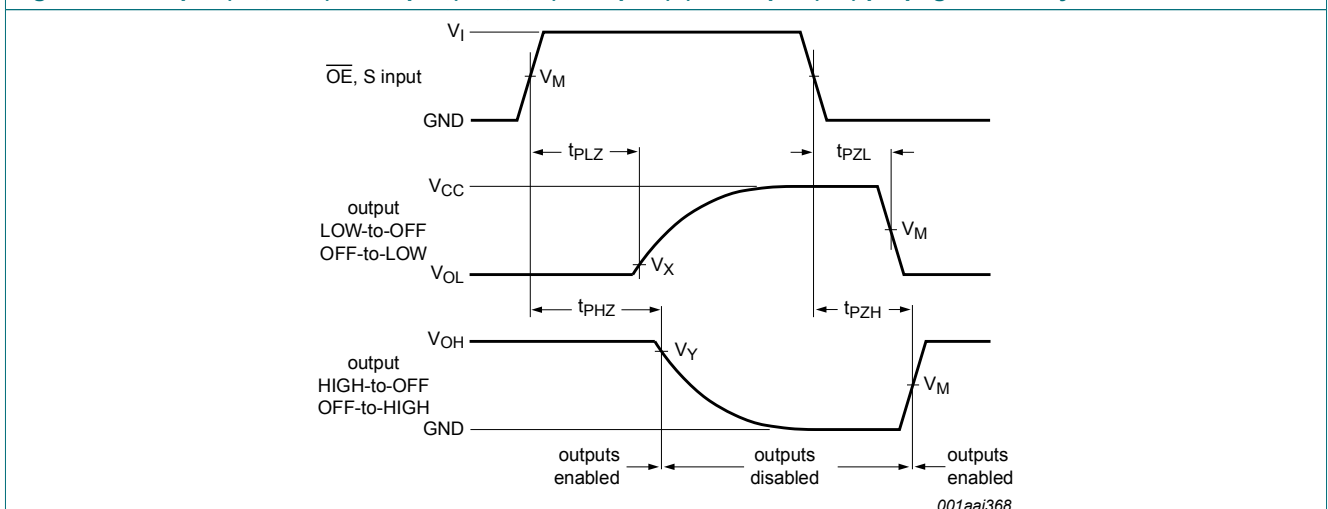 V_I
OE, S input
V_M
GND
t_PLZ
t_PZL
V_CC
output
LOW-to-OFF
OFF-to-LOW
V_M
V_X
V_OL
t_PHZ
t_PZH
V_OH
V_Y
output
HIGH-to-OFF
OFF-to-HIGH
V_M
GND
outputs
enabled
outputs
disabled
outputs
enabled